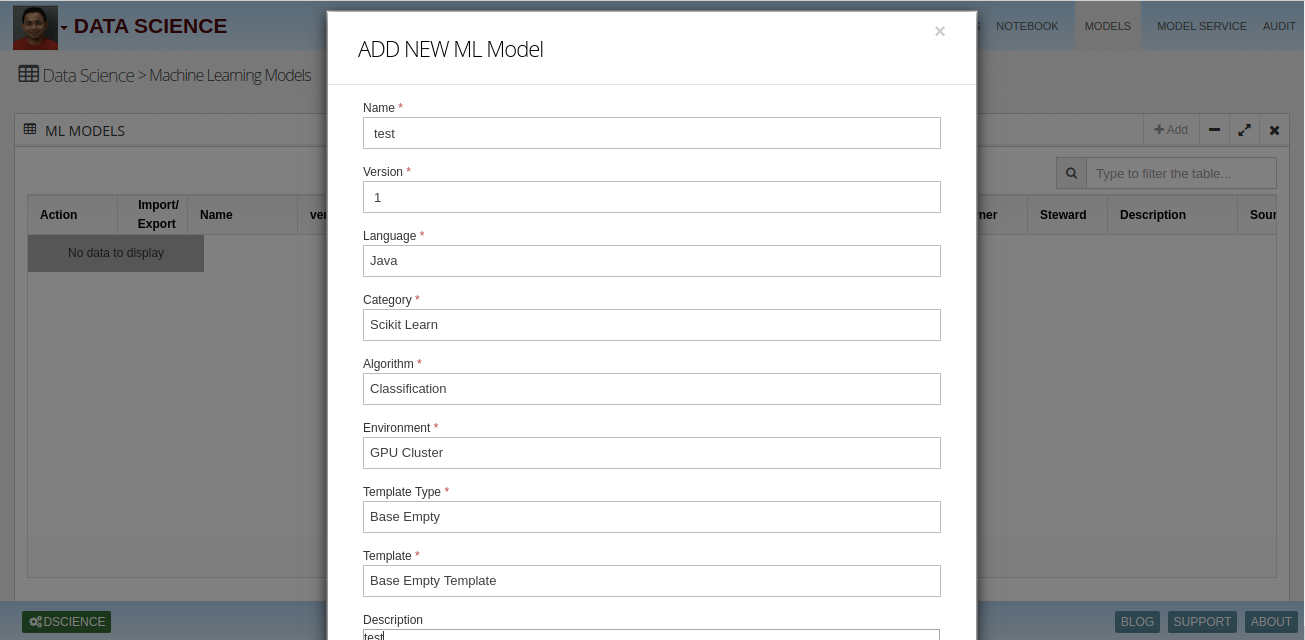 DATA SCIENCE
NOTEBOOK
MODELS
MODEL SERVICE
AUDIT
Data Science > Machine Learning Models
ML MODELS
Add
Type to filter the table...
Action
Import/
Export
Name
Steward
Description
No data to display
ADD NEW ML Model
×
Name *
test
Version *
1
Language *
Java
Category *
Scikit Learn
Algorithm *
Classification
Environment *
GPU Cluster
Template Type *
Base Empty
Template *
Base Empty Template
Description
test
DSCIENCE
BLOG
SUPPORT
ABOUT